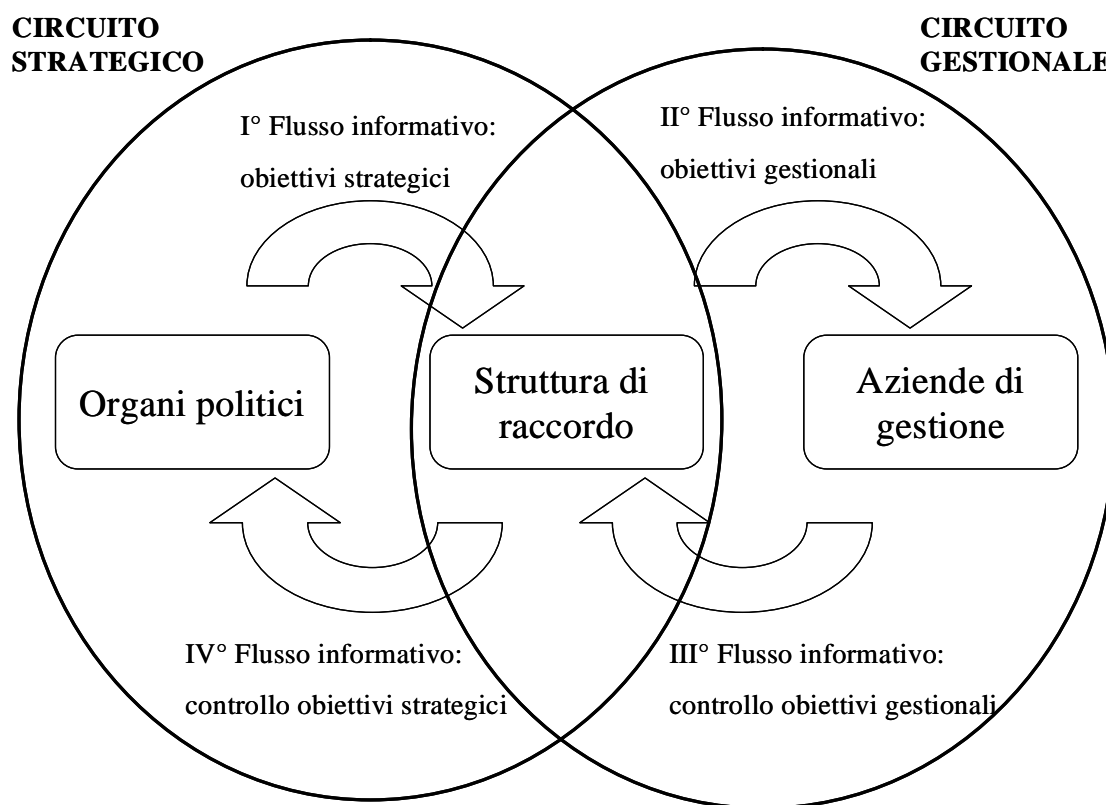 CIRCUITO
STRATEGICO
CIRCUITO
GESTIONALE
I° Flusso informativo:
obiettivi strategici
II° Flusso informativo:
obiettivi gestionali
Organi politici
Struttura di
raccordo
Aziende di
gestione
IV° Flusso informativo:
controllo obiettivi strategici
III° Flusso informativo:
controllo obiettivi gestionali